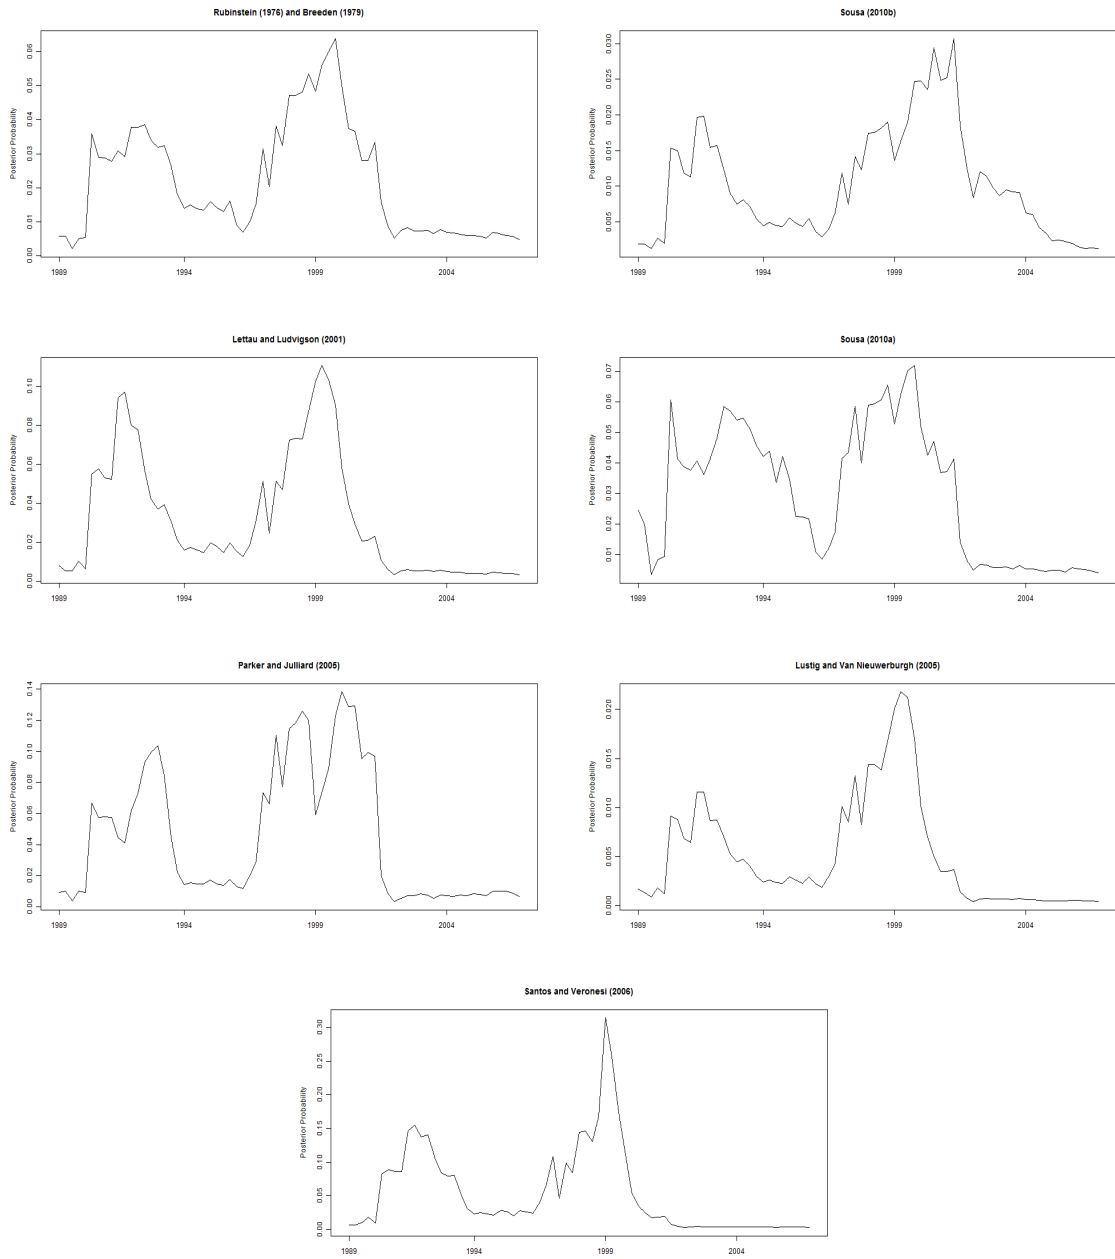 Rubinstein (1976) and Breeden (1979)
Posterior Probability
0.00 0.01 0.02 0.03 0.04 0.05 0.06
1989 1994 1999 2004
Sousa (2010b)
Posterior Probability
0.005 0.010 0.015 0.020 0.025 0.030
1989 1994 1999 2004
Lettau and Ludvigson (2001)
Posterior Probability
0.00 0.02 0.04 0.06 0.08 0.10
1989 1994 1999 2004
Sousa (2010a)
Posterior Probability
0.01 0.02 0.03 0.04 0.05 0.06 0.07
1989 1994 1999 2004
Parker and Julliard (2005)
Posterior Probability
0.00 0.02 0.04 0.06 0.08 0.10 0.12 0.14
1989 1994 1999 2004
Lustig and Van Nieuwerburgh (2005)
Posterior Probability
0.000 0.005 0.010 0.015 0.020
1989 1994 1999 2004
Santos and Veronesi (2006)
Posterior Probability
0.00 0.05 0.10 0.15 0.20 0.25 0.30
1989 1994 1999 2004